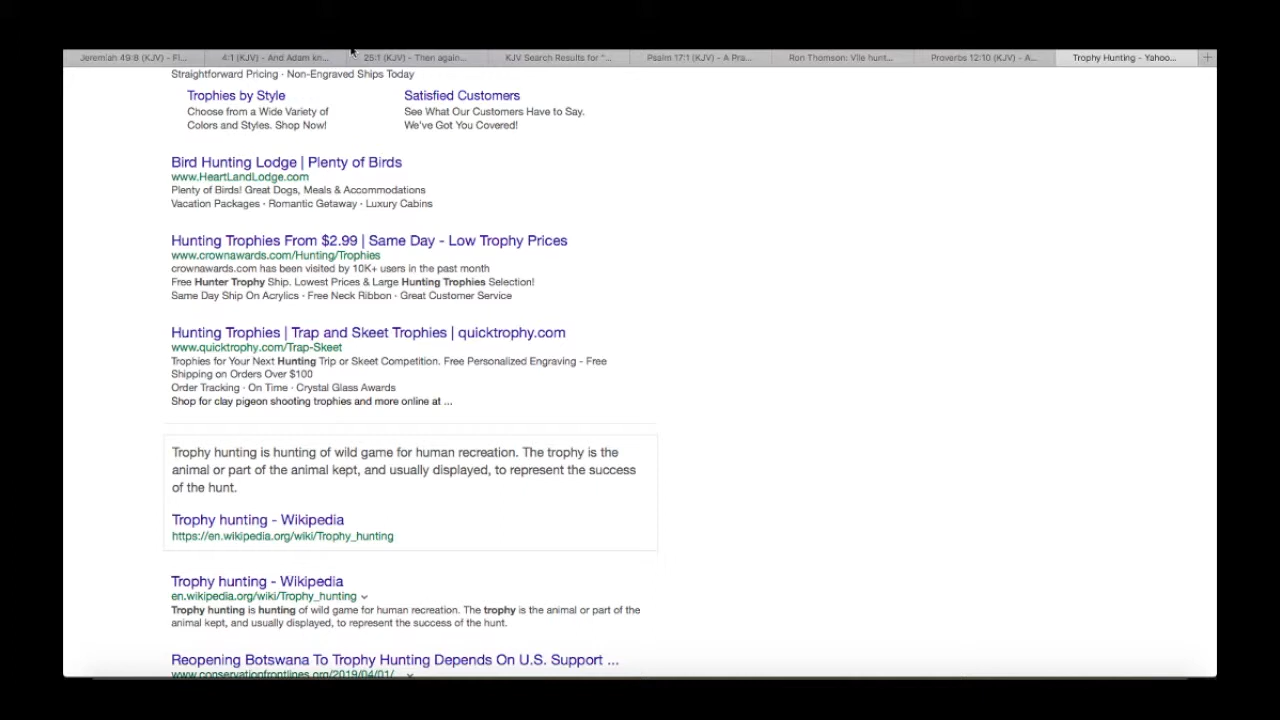 Jeremiah 49:8 (KJV) - Fl...
4:1 (KJV) - And Adam kn...
25:1 (KJV) - Then again...
KJV Search Results for "...
Psalm 17:1 (KJV) - A Pra...
Ron Thomson: Vile hunt...
Proverbs 12:10 (KJV) - A...
Trophy Hunting - Yahoo...
Straightforward Pricing · Non-Engraved Ships Today
Trophies by Style
Choose from a Wide Variety of
Colors and Styles. Shop Now!
Satisfied Customers
See What Our Customers Have to Say.
We've Got You Covered!
Bird Hunting Lodge | Plenty of Birds
www.HeartLandLodge.com
Plenty of Birds! Great Dogs, Meals & Accommodations
Vacation Packages · Romantic Getaway · Luxury Cabins
Hunting Trophies From $2.99 | Same Day - Low Trophy Prices
www.crownawards.com/Hunting/Trophies
crownawards.com has been visited by 10K+ users in the past month
Free Hunter Trophy Ship. Lowest Prices & Large Hunting Trophies Selection!
Same Day Ship On Acrylics · Free Neck Ribbon · Great Customer Service
Hunting Trophies | Trap and Skeet Trophies | quicktrophy.com
www.quicktrophy.com/Trap-Skeet
Trophies for Your Next Hunting Trip or Skeet Competition. Free Personalized Engraving - Free
Shipping on Orders Over $100
Order Tracking · On Time · Crystal Glass Awards
Shop for clay pigeon shooting trophies and more online at ...
Trophy hunting is hunting of wild game for human recreation. The trophy is the
animal or part of the animal kept, and usually displayed, to represent the success
of the hunt.
Trophy hunting - Wikipedia
https://en.wikipedia.org/wiki/Trophy_hunting
Trophy hunting - Wikipedia
en.wikipedia.org/wiki/Trophy_hunting
Trophy hunting is hunting of wild game for human recreation. The trophy is the animal or part of the
animal kept, and usually displayed, to represent the success of the hunt.
Reopening Botswana To Trophy Hunting Depends On U.S. Support ...
www.conservationfrontlines.org/2019/04/01/...